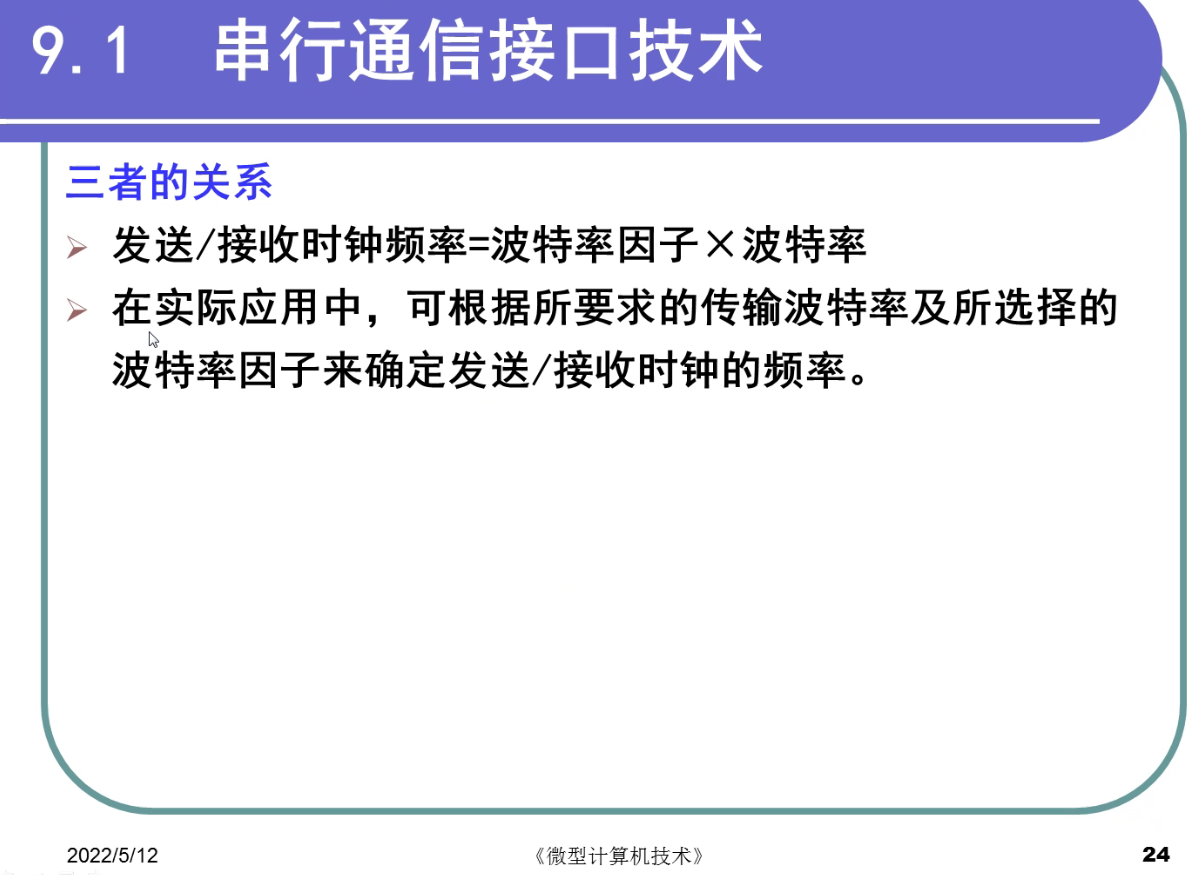 9.1 串行通信接口技术
三者的关系
发送/接收时钟频率=波特率因子×波特率
在实际应用中，可根据所要求的传输波特率及所选择的
波特率因子来确定发送/接收时钟的频率。
2022/5/12
《微型计算机技术》
24